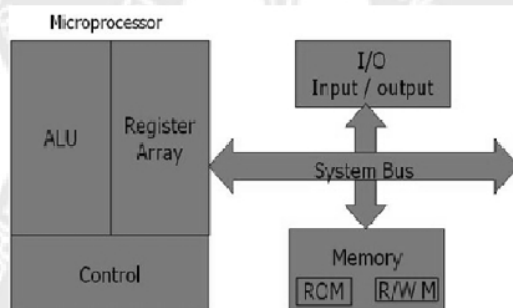 Microprocessor
ALU
Register
Array
Control
I/O
Input / output
System Bus
Memory
ROM
R/W M